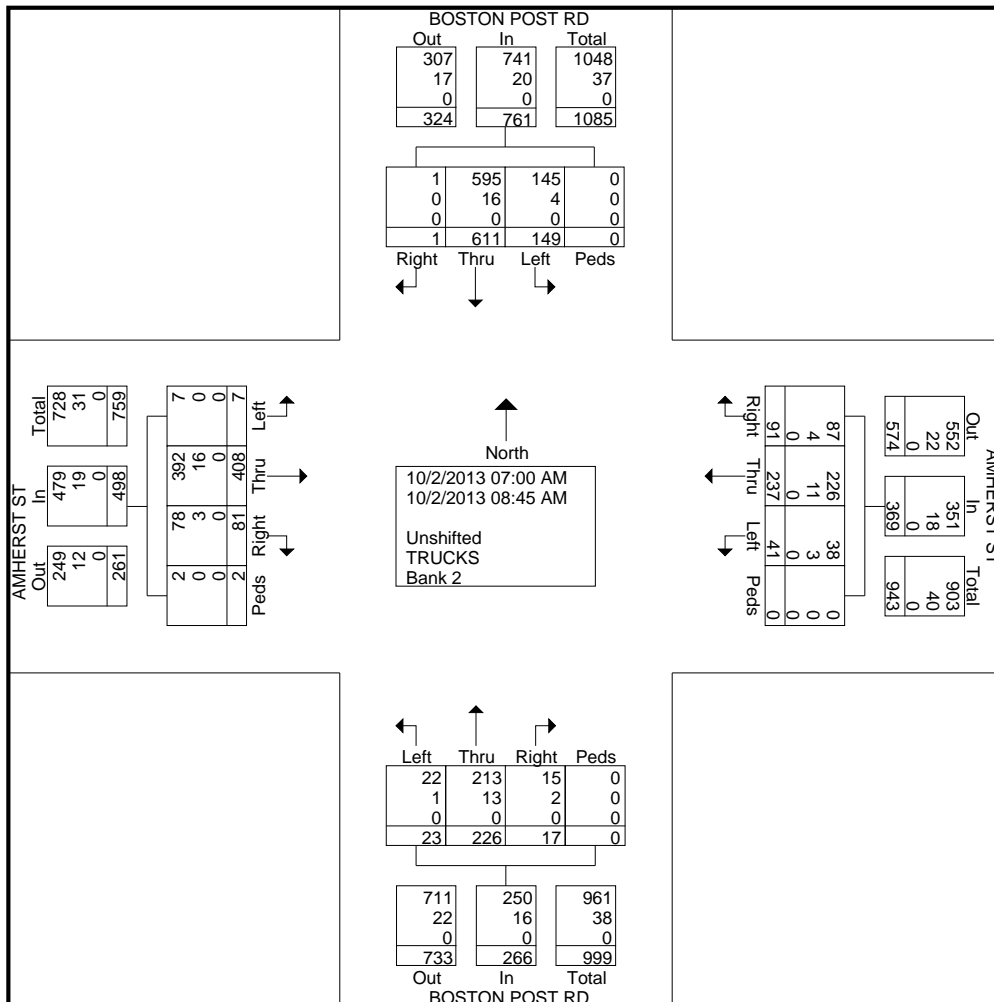 BOSTON POST RD
Out In Total
307 741 1048
17 20 37
0 0 0
324 761 1085
1 595 145 0
0 16 4 0
0 0 0 0
1 611 149 0
Right Thru Left Peds
AMHERST ST
Total
728 31 0 759
In
479 19 0 498
Out
249 12 0 261
Left
7 0 0 7
Thru
392 16 0 408
Right
78 3 0 81
Peds
2 0 0 2
North
10/2/2013 07:00 AM
10/2/2013 08:45 AM
Unshifted
TRUCKS
Bank 2
Right
87 4 0 91
Thru
226 11 0 237
Left
38 3 0 41
Peds
0 0 0 0
AMHERST ST
Out
552 22 0 574
In
351 18 0 369
Total
903 40 0 943
Left Thru Right Peds
22 213 15 0
1 13 2 0
0 0 0 0
23 226 17 0
711 250 961
22 16 38
0 0 0
733 266 999
Out In Total
BOSTON POST RD